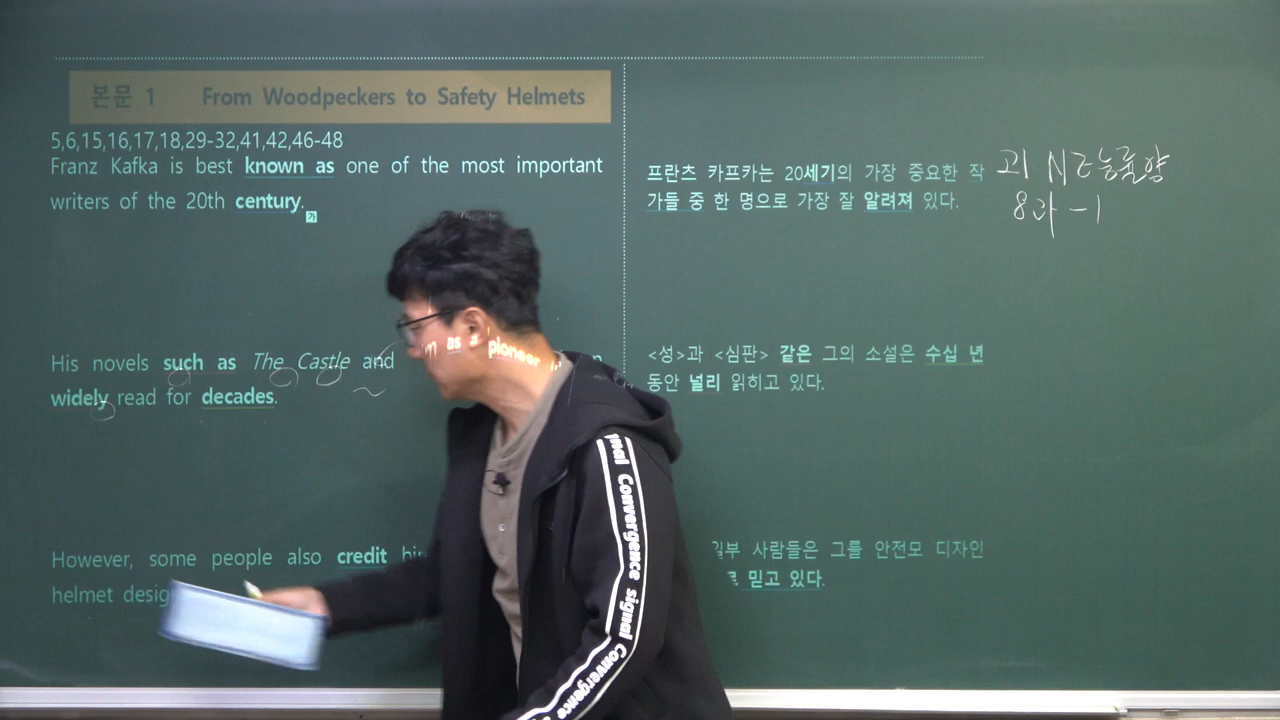 본문 1 From Woodpeckers to Safety Helmets
5,6,15,16,17,18,29-32,41,42,46-48
Franz Kafka is best known as one of the most important
writers of the 20th century.
가
His novels such as The Castle and
widely read for decades.
However, some people also credit
helmet
as a pioneer
프란츠 카프카는 20세기의 가장 중요한 작
가들 중 한 명으로 가장 잘 알려져 있다.
<성>과 <심판> 같은 그의 소설은 수십 년
동안 널리 읽히고 있다.
일부 사람들은 그를 안전모 디자인
믿고 있다.
고1 NE능률양
8과-1
Convergence signal Convergence